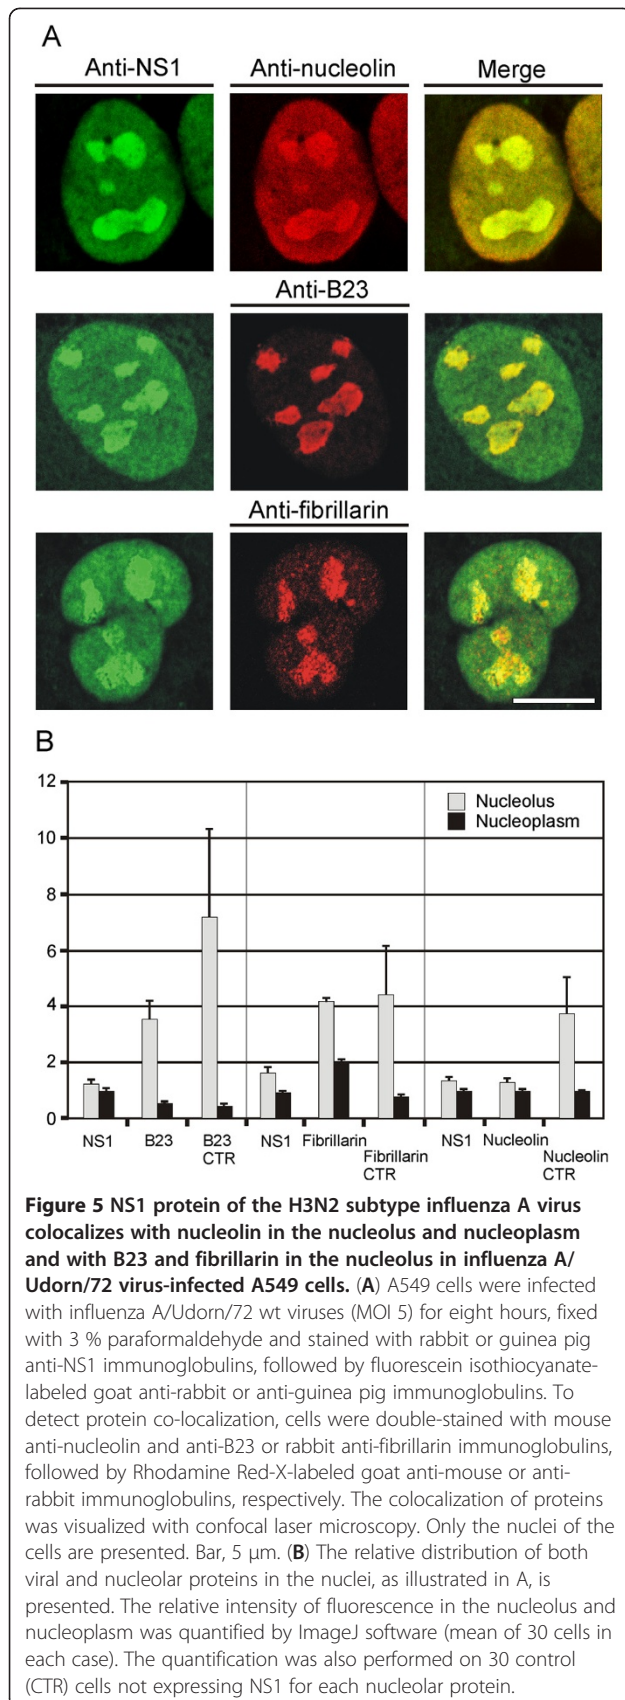 A
Anti-NS1 Anti-nucleolin Merge
Anti-B23
Anti-fibrillarin
B
12
10
8
6
4
2
0
Nucleolus
Nucleoplasm
NS1 B23 B23 CTR NS1 Fibrillarin Fibrillarin CTR NS1 Nucleolin Nucleolin CTR
Figure 5 NS1 protein of the H3N2 subtype influenza A virus
colocalizes with nucleolin in the nucleolus and nucleoplasm
and with B23 and fibrillarin in the nucleolus in influenza A/
Udorn/72 virus-infected A549 cells. (A) A549 cells were infected
with influenza A/Udorn/72 wt viruses (MOI 5) for eight hours, fixed
with 3 % paraformaldehyde and stained with rabbit or guinea pig
anti-NS1 immunoglobulins, followed by fluorescein isothiocyanate-
labeled goat anti-rabbit or anti-guinea pig immunoglobulins. To
detect protein co-localization, cells were double-stained with mouse
anti-nucleolin and anti-B23 or rabbit anti-fibrillarin immunoglobulins,
followed by Rhodamine Red-X-labeled goat anti-mouse or anti-
rabbit immunoglobulins, respectively. The colocalization of proteins
was visualized with confocal laser microscopy. Only the nuclei of the
cells are presented. Bar, 5 µm. (B) The relative distribution of both
viral and nucleolar proteins in the nuclei, as illustrated in A, is
presented. The relative intensity of fluorescence in the nucleolus and
nucleoplasm was quantified by ImageJ software (mean of 30 cells in
each case). The quantification was also performed on 30 control
(CTR) cells not expressing NS1 for each nucleolar protein.